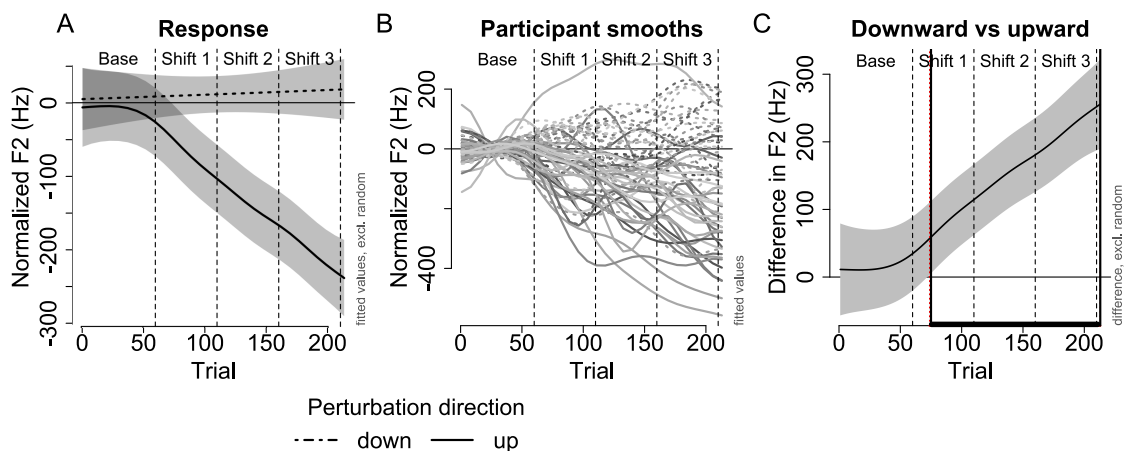 A
Response
Base
Shift 1
Shift 2
Shift 3
Normalized F2 (Hz)
0
-100
-200
-300
0
50
100
150
200
Trial
fitted values, excl. random
B
Participant smooths
Base
Shift 1
Shift 2
Shift 3
Normalized F2 (Hz)
200
0
-400
0
50
100
150
200
Trial
fitted values
C
Downward vs upward
Base
Shift 1
Shift 2
Shift 3
Difference in F2 (Hz)
300
200
100
0
0
50
100
150
200
Trial
difference, excl. random
Perturbation direction
down
up